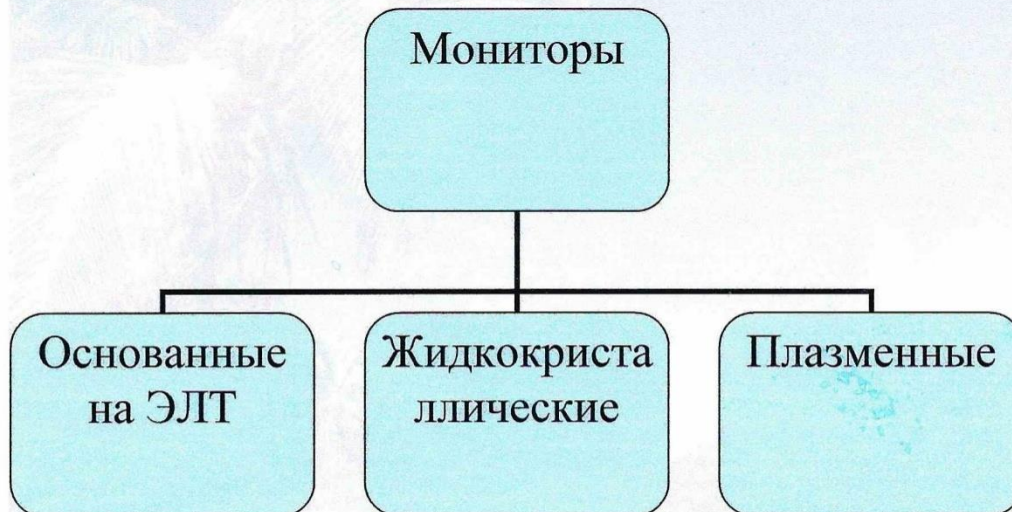 Мониторы
Основанные
на ЭЛТ
Жидкокриста
ллические
Плазменные